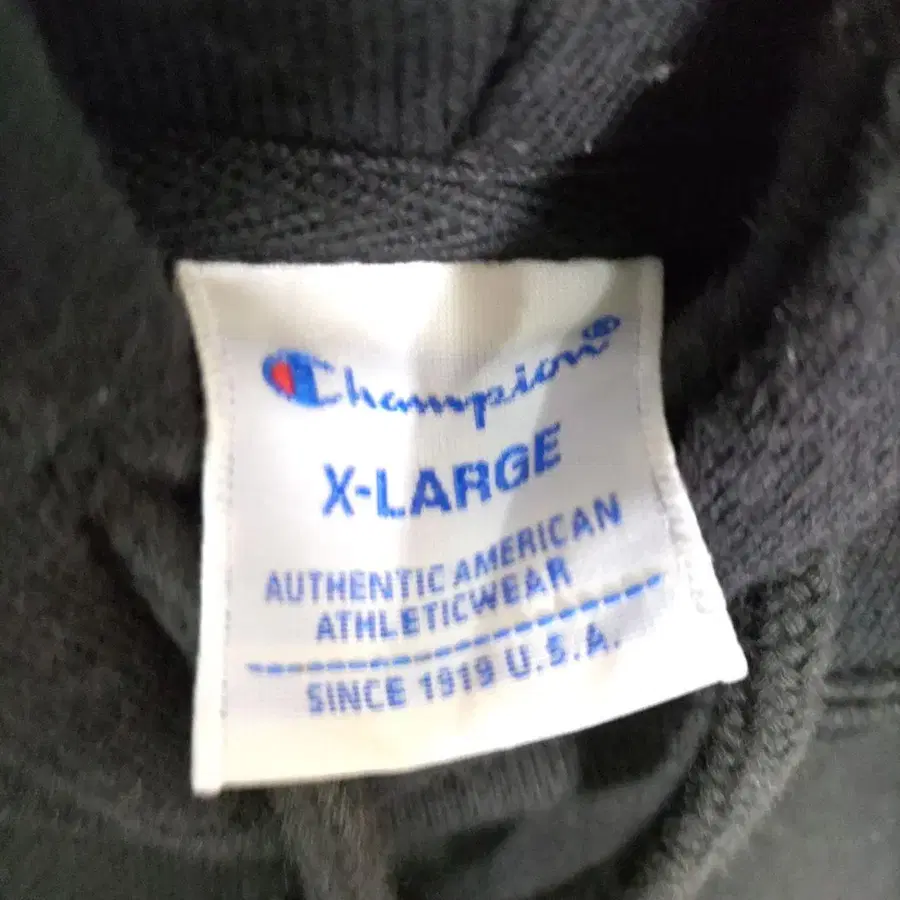 Champion®
X-LARGE
AUTHENTIC AMERICAN
ATHLETICWEAR
SINCE 1919 U.S.A.